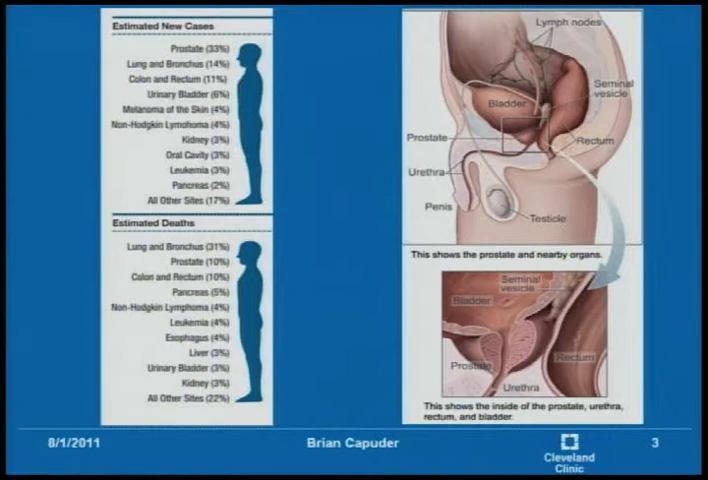 Estimated New Cases
Prostate (33%)
Lung and Bronchus (14%)
Colon and Rectum (11%)
Urinary Bladder (6%)
Melanoma of the Skin (4%)
Non-Hodgkin Lymphoma (4%)
Kidney (3%)
Oral Cavity (3%)
Leukemia (3%)
Pancreas (2%)
All Other Sites (17%)
Estimated Deaths
Lung and Bronchus (31%)
Prostate (10%)
Colon and Rectum (10%)
Pancreas (5%)
Non-Hodgkin Lymphoma (4%)
Leukemia (4%)
Esophagus (4%)
Liver (3%)
Urinary Bladder (3%)
Kidney (3%)
All Other Sites (22%)
Lymph nodes
Seminal
vesicle
Bladder
Prostate
Rectum
Urethra
Penis
Testicle
This shows the prostate and nearby organs.
Seminal
vesicle
Bladder
Prostate
Rectum
Urethra
This shows the inside of the prostate, urethra,
rectum, and bladder.
8/1/2011
Brian Capuder
Cleveland
Clinic
3